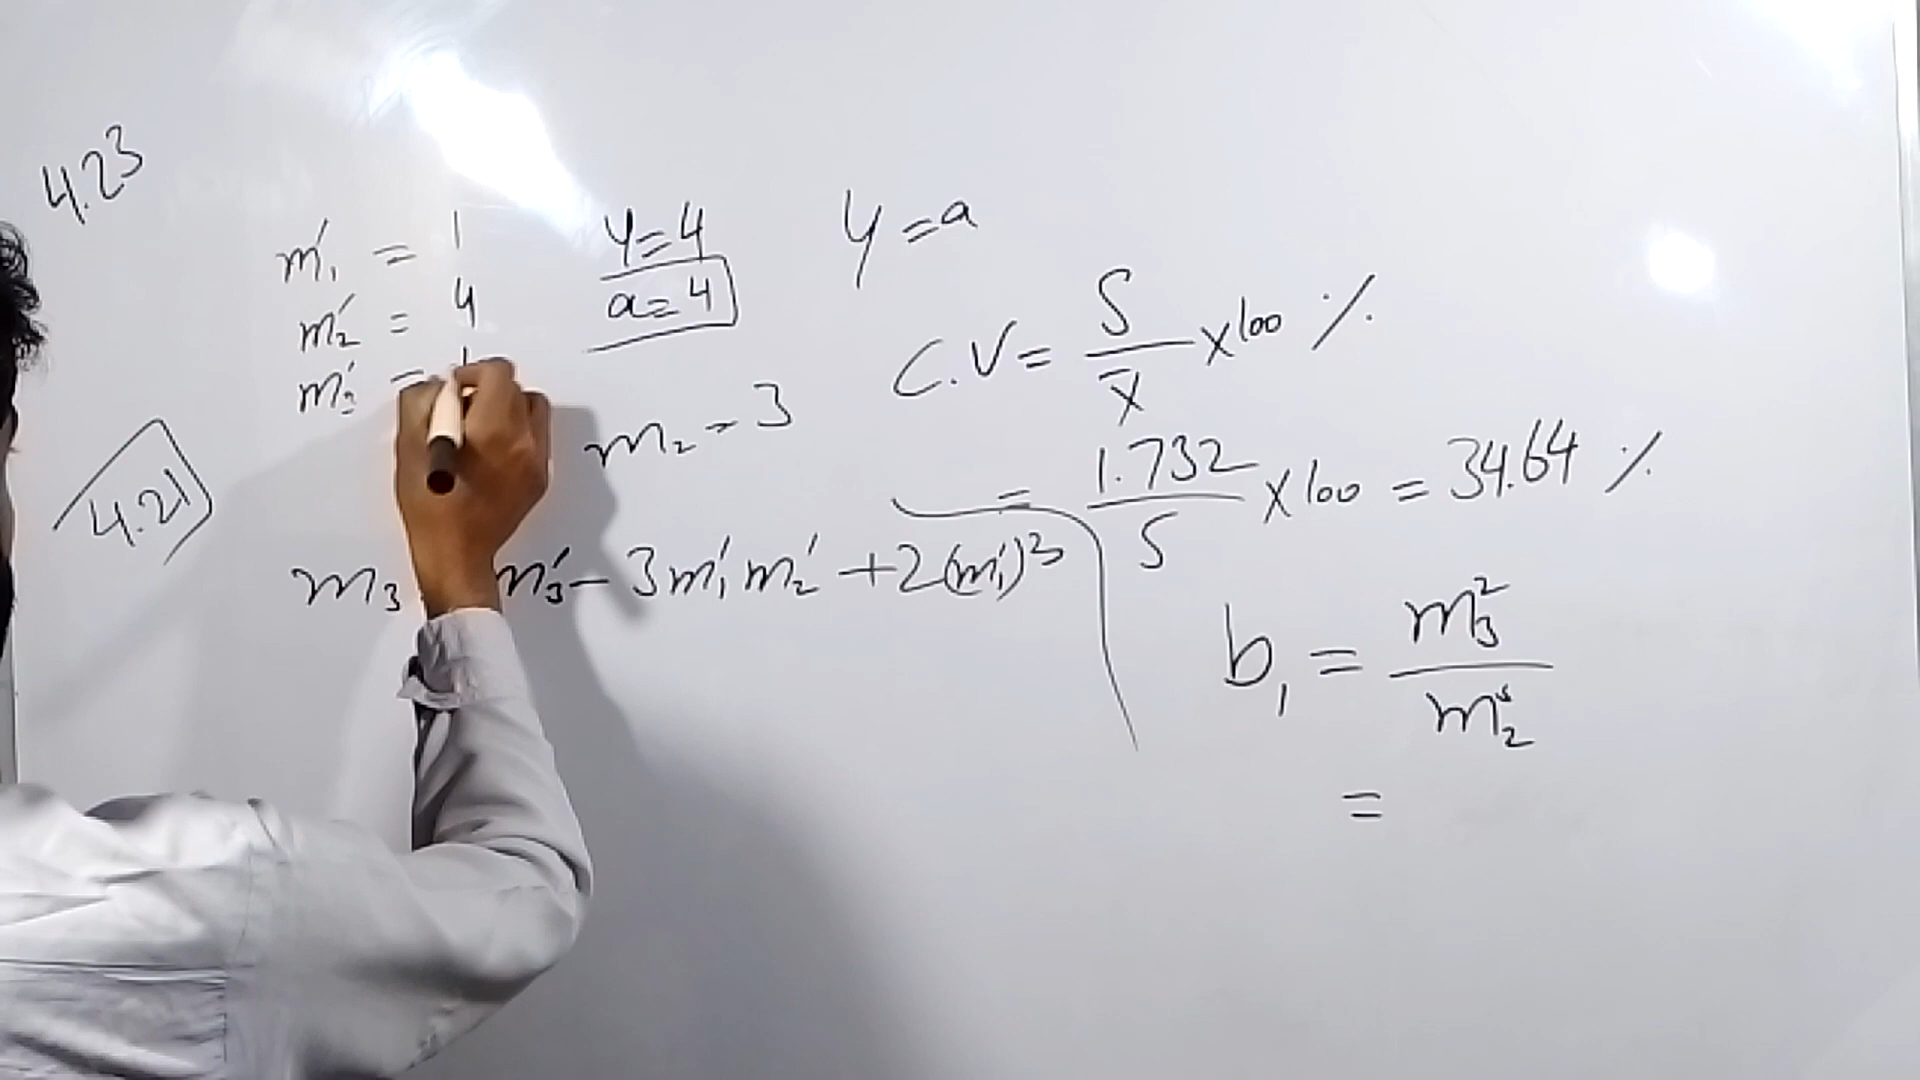 4.23
m′₁ = 1
m′₂ = 4
m′₃ =
y=4
a=4
y=a
C.V = S/X̄ ×100 %
= 1.732/5 ×100 = 34.64 %
m₂ = 3
4.21
m₃ m′₃ - 3m′₁m′₂ + 2(m′₁)³
b₁ = m₃²/m₂³
=